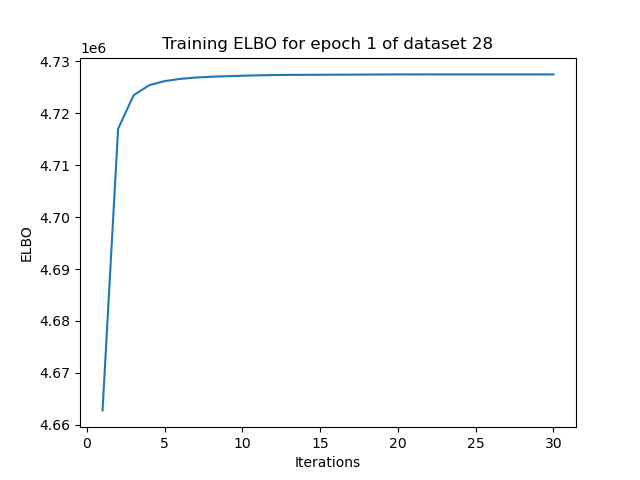 Training ELBO for epoch 1 of dataset 28
1e6
4.73
4.72
4.71
4.70
4.69
4.68
4.67
4.66
ELBO
0 5 10 15 20 25 30
Iterations